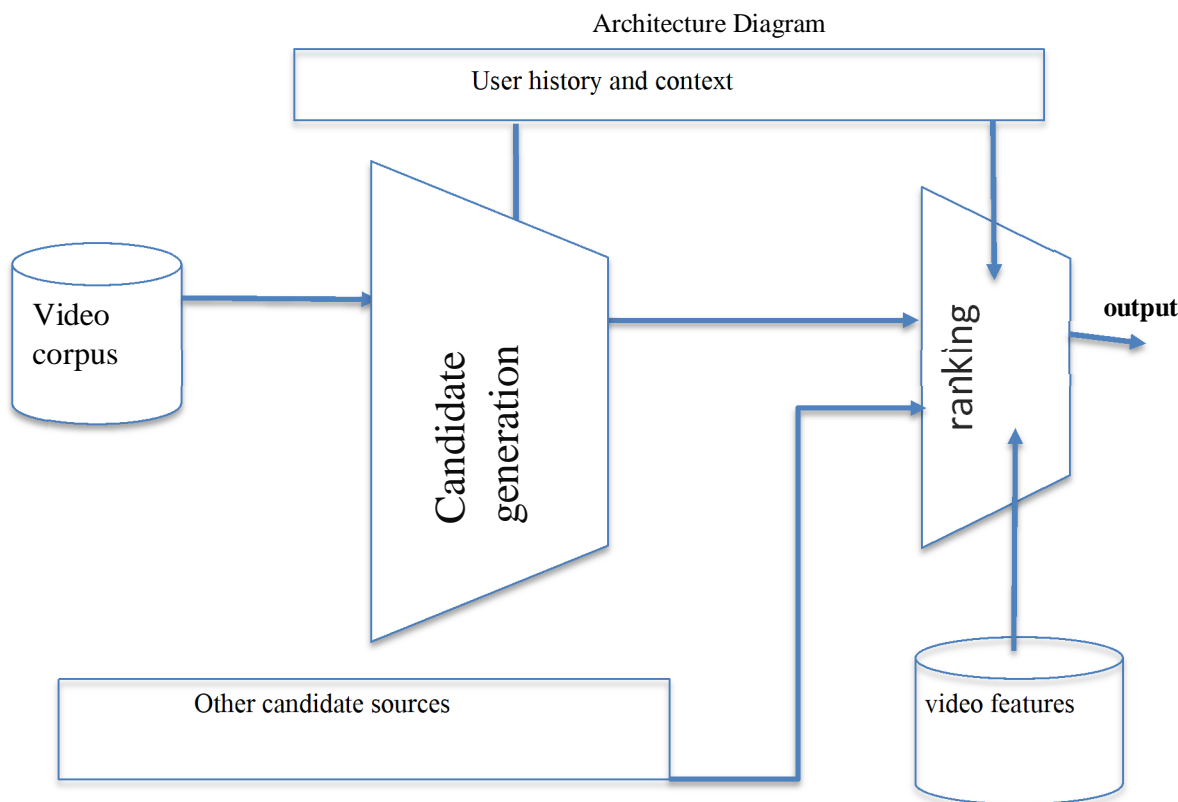 Architecture Diagram
User history and context
Video
corpus
Candidate
generation
ranking
output
Other candidate sources
video features